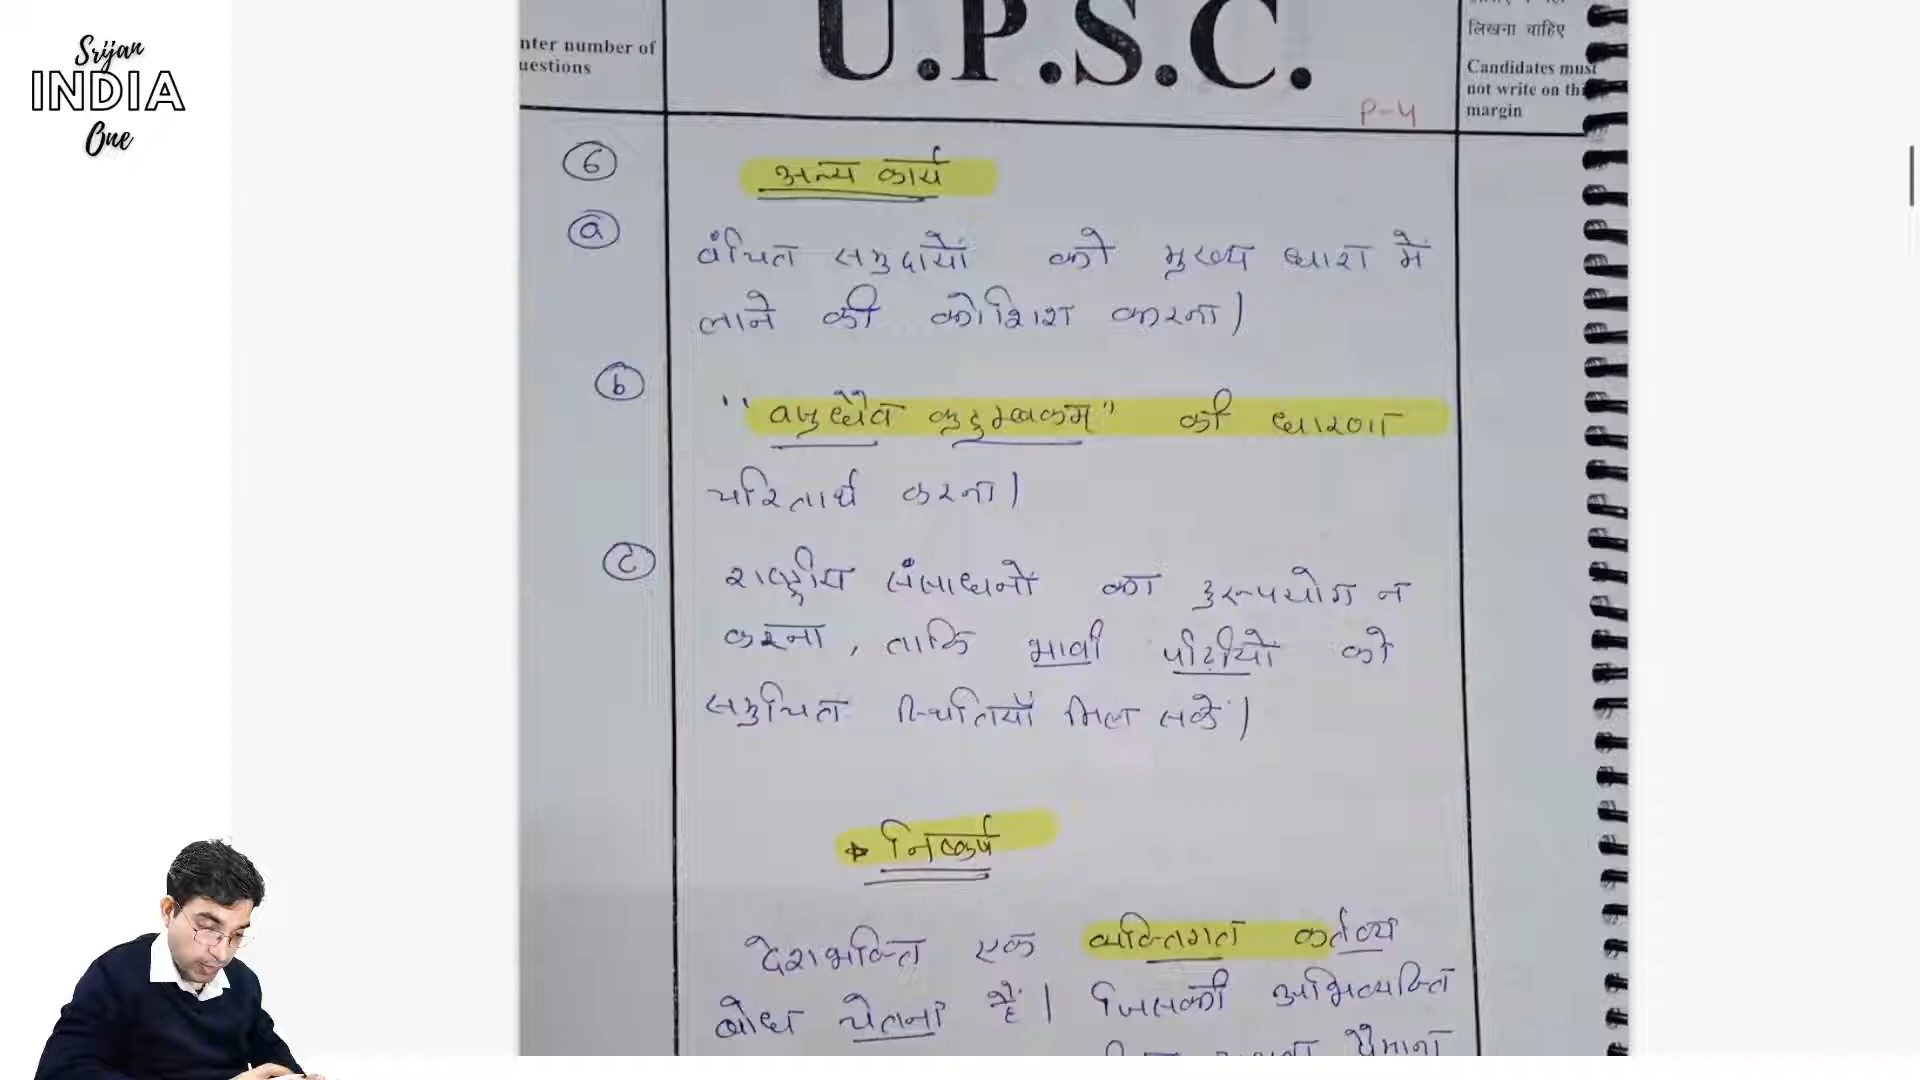 Srijan
INDIA
One
nter number of
uestions
U.P.S.C.
लिखना चाहिए
Candidates must
not write on thi
margin
P-4
6 अन्य कार्य
a वंचित समुदायों को मुख्य धारा में
लाने की कोशिश करना।
b "वसुधैव कुटुम्बकम" की धारणा
चरितार्थ करना।
c राष्ट्रीय संसाधनों का दुरूपयोग न
करना, ताकि भावी पीढ़ीयों को
समुचित स्थितियाँ मिल सकें।
निष्कर्ष
देशभक्ति एक व्यक्तिगत कर्तव्य
बोध चेतना है। जिसकी अभिव्यक्ति
पैमाना